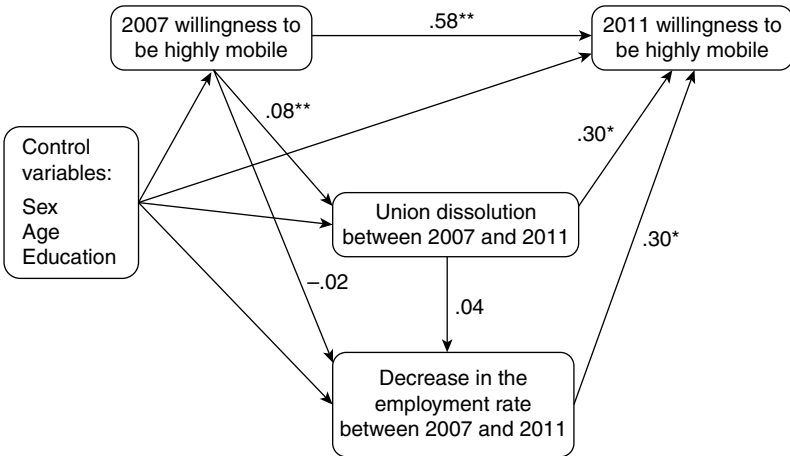 2007 willingness to
be highly mobile
.58**
2011 willingness to
be highly mobile
.08**
.30*
Control
variables:
Sex
Age
Education
Union dissolution
between 2007 and 2011
.30*
–.02
.04
Decrease in the
employment rate
between 2007 and 2011